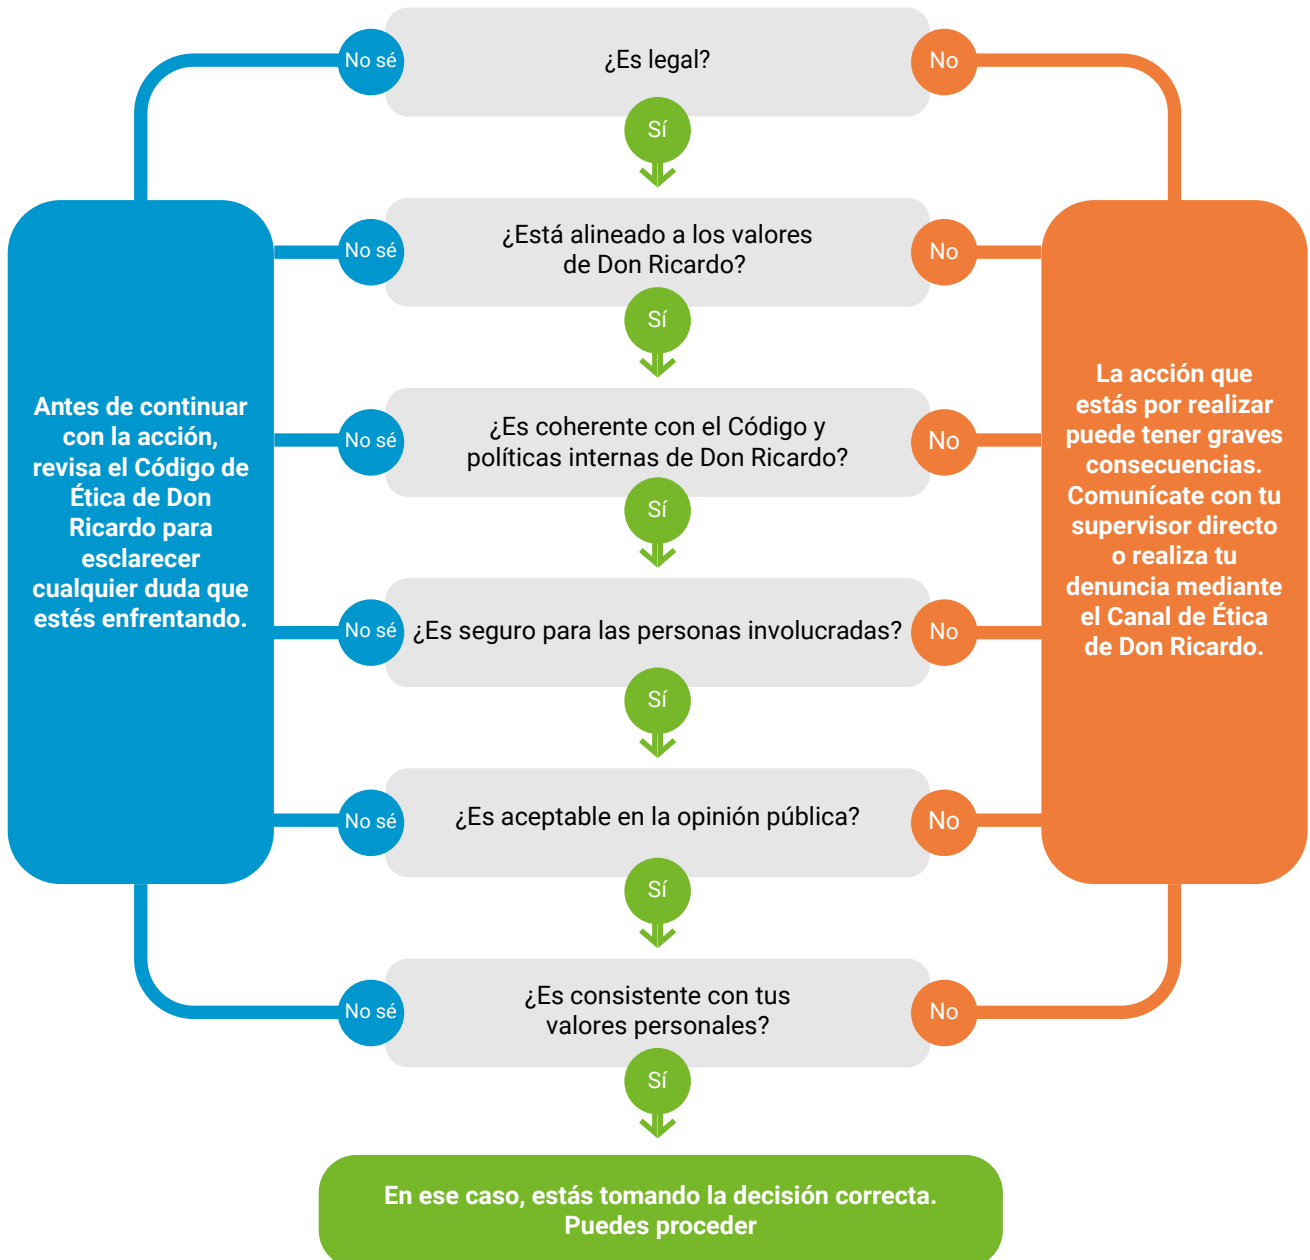 No sé
¿Es legal?
No
Sí
No sé
¿Está alineado a los valores
de Don Ricardo?
No
Sí
Antes de continuar
con la acción,
revisa el Código de
Ética de Don
Ricardo para
esclarecer
cualquier duda que
estés enfrentando.
No sé
¿Es coherente con el Código y
políticas internas de Don Ricardo?
No
Sí
La acción que
estás por realizar
puede tener graves
consecuencias.
Comunícate con tu
supervisor directo
o realiza tu
denuncia mediante
el Canal de Ética
de Don Ricardo.
No sé
¿Es seguro para las personas involucradas?
No
Sí
No sé
¿Es aceptable en la opinión pública?
No
Sí
No sé
¿Es consistente con tus
valores personales?
No
Sí
En ese caso, estás tomando la decisión correcta.
Puedes proceder